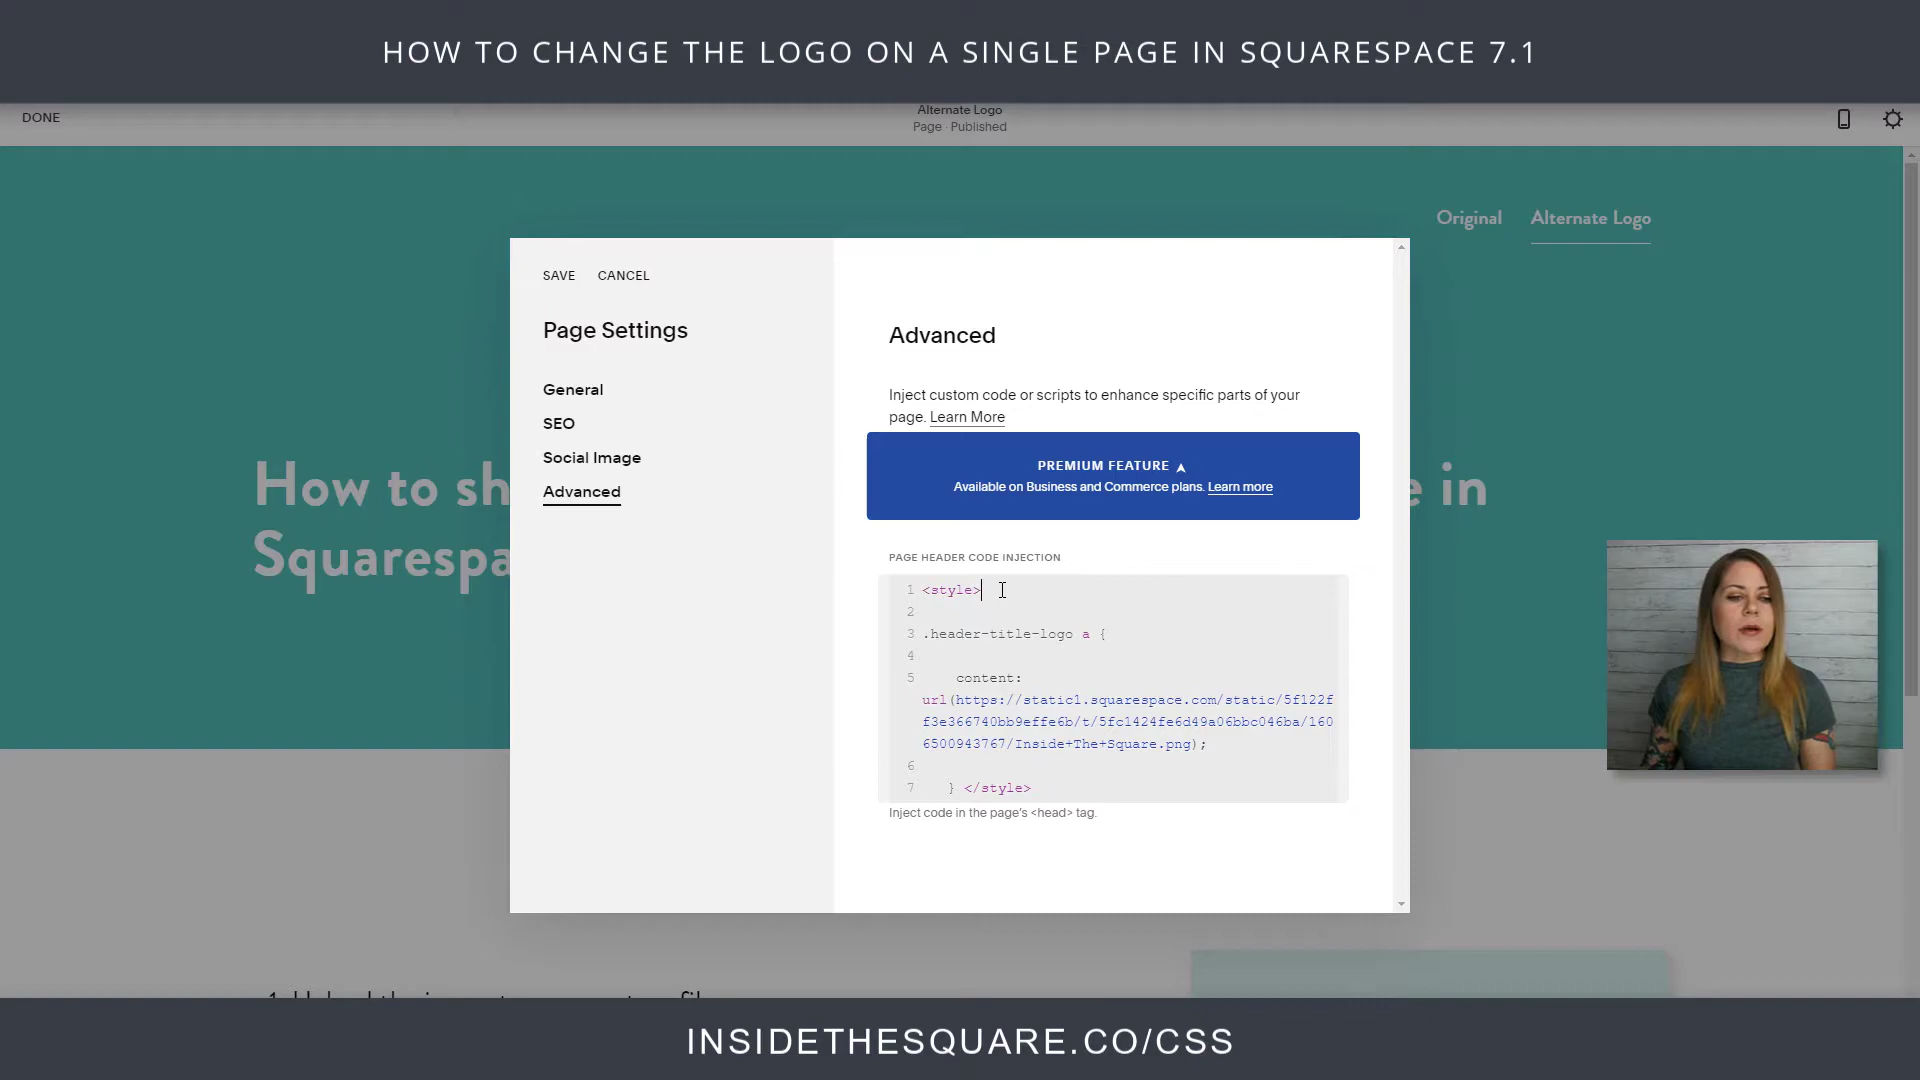 HOW TO CHANGE THE LOGO ON A SINGLE PAGE IN SQUARESPACE 7.1
DONE
Alternate Logo
Page · Published
Original Alternate Logo
SAVE CANCEL
Page Settings
General
SEO
Social Image
Advanced
Advanced
Inject custom code or scripts to enhance specific parts of your
page. Learn More
PREMIUM FEATURE
Available on Business and Commerce plans. Learn more
PAGE HEADER CODE INJECTION
1 <style>
2
3 .header-title-logo a {
4
5 content:
url(https://static1.squarespace.com/static/5f122f
f3e366740bb9effe6b/t/5fc1424fe6d49a06bbc046ba/160
6500943767/Inside+The+Square.png);
6
7 } </style>
Inject code in the page's <head> tag.
How to sh
e in
Squarespa
INSIDETHESQUARE.CO/CSS